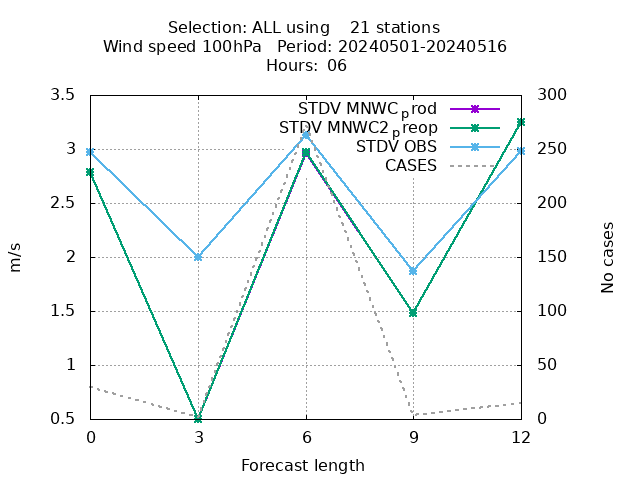 Selection: ALL using    21 stations
Wind speed 100hPa   Period: 20240501-20240516
Hours:  06
STDV MNWC_prod
STDV MNWC2_preop
STDV OBS
CASES
3.5
3
2.5
2
1.5
1
0.5
m/s
300
250
200
150
100
50
0
No cases
0 3 6 9 12
Forecast length